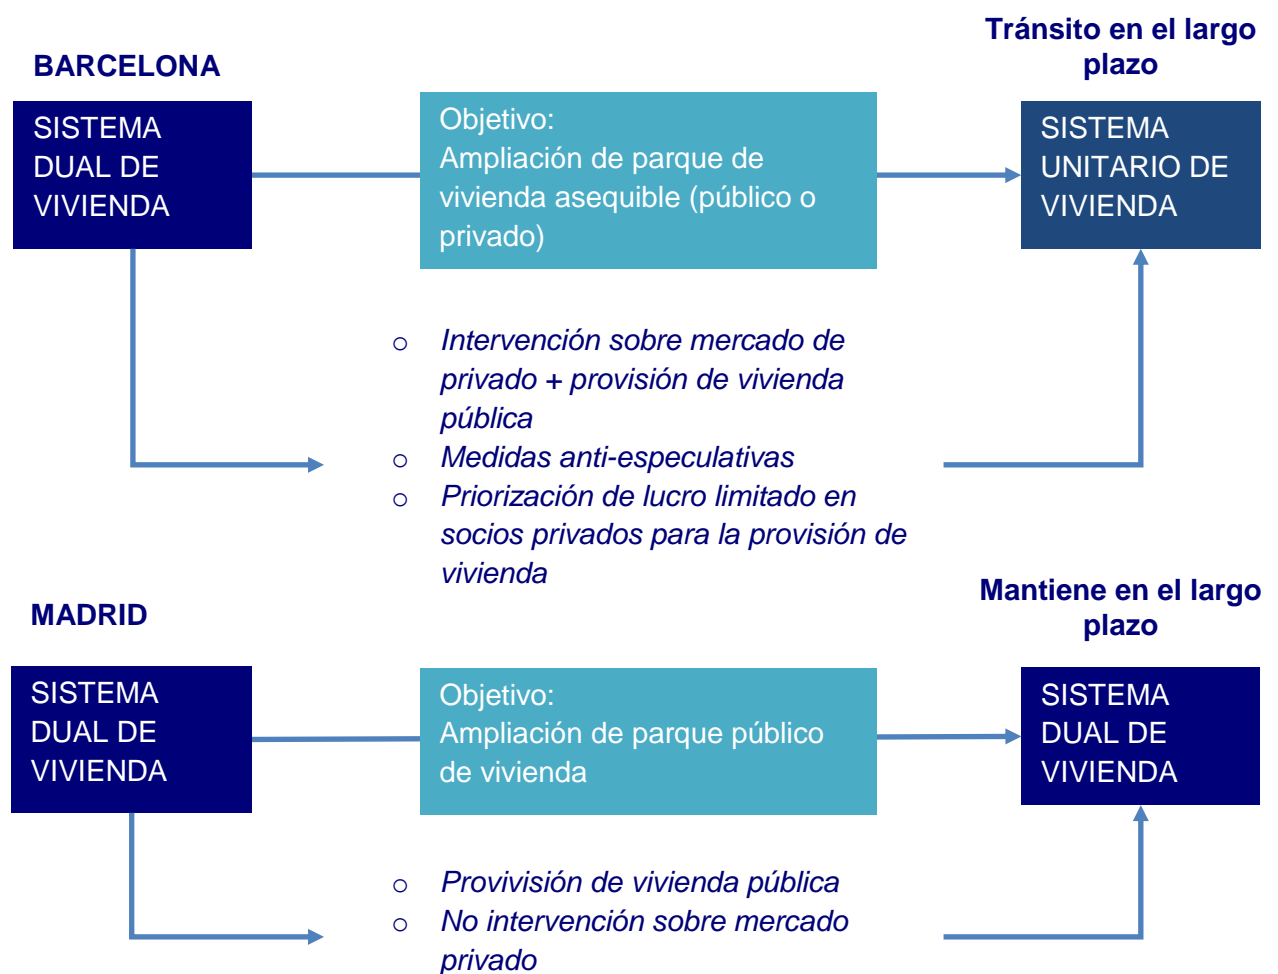 BARCELONA
Tránsito en el largo
plazo
SISTEMA
DUAL DE
VIVIENDA
Objetivo:
Ampliación de parque de
vivienda asequible (público o
privado)
SISTEMA
UNITARIO DE
VIVIENDA
o Intervención sobre mercado de
privado + provisión de vivienda
pública
o Medidas anti-especulativas
o Priorización de lucro limitado en
socios privados para la provisión de
vivienda
MADRID
Mantiene en el largo
plazo
SISTEMA
DUAL DE
VIVIENDA
Objetivo:
Ampliación de parque público
de vivienda
SISTEMA
DUAL DE
VIVIENDA
o Provivisión de vivienda pública
o No intervención sobre mercado
privado